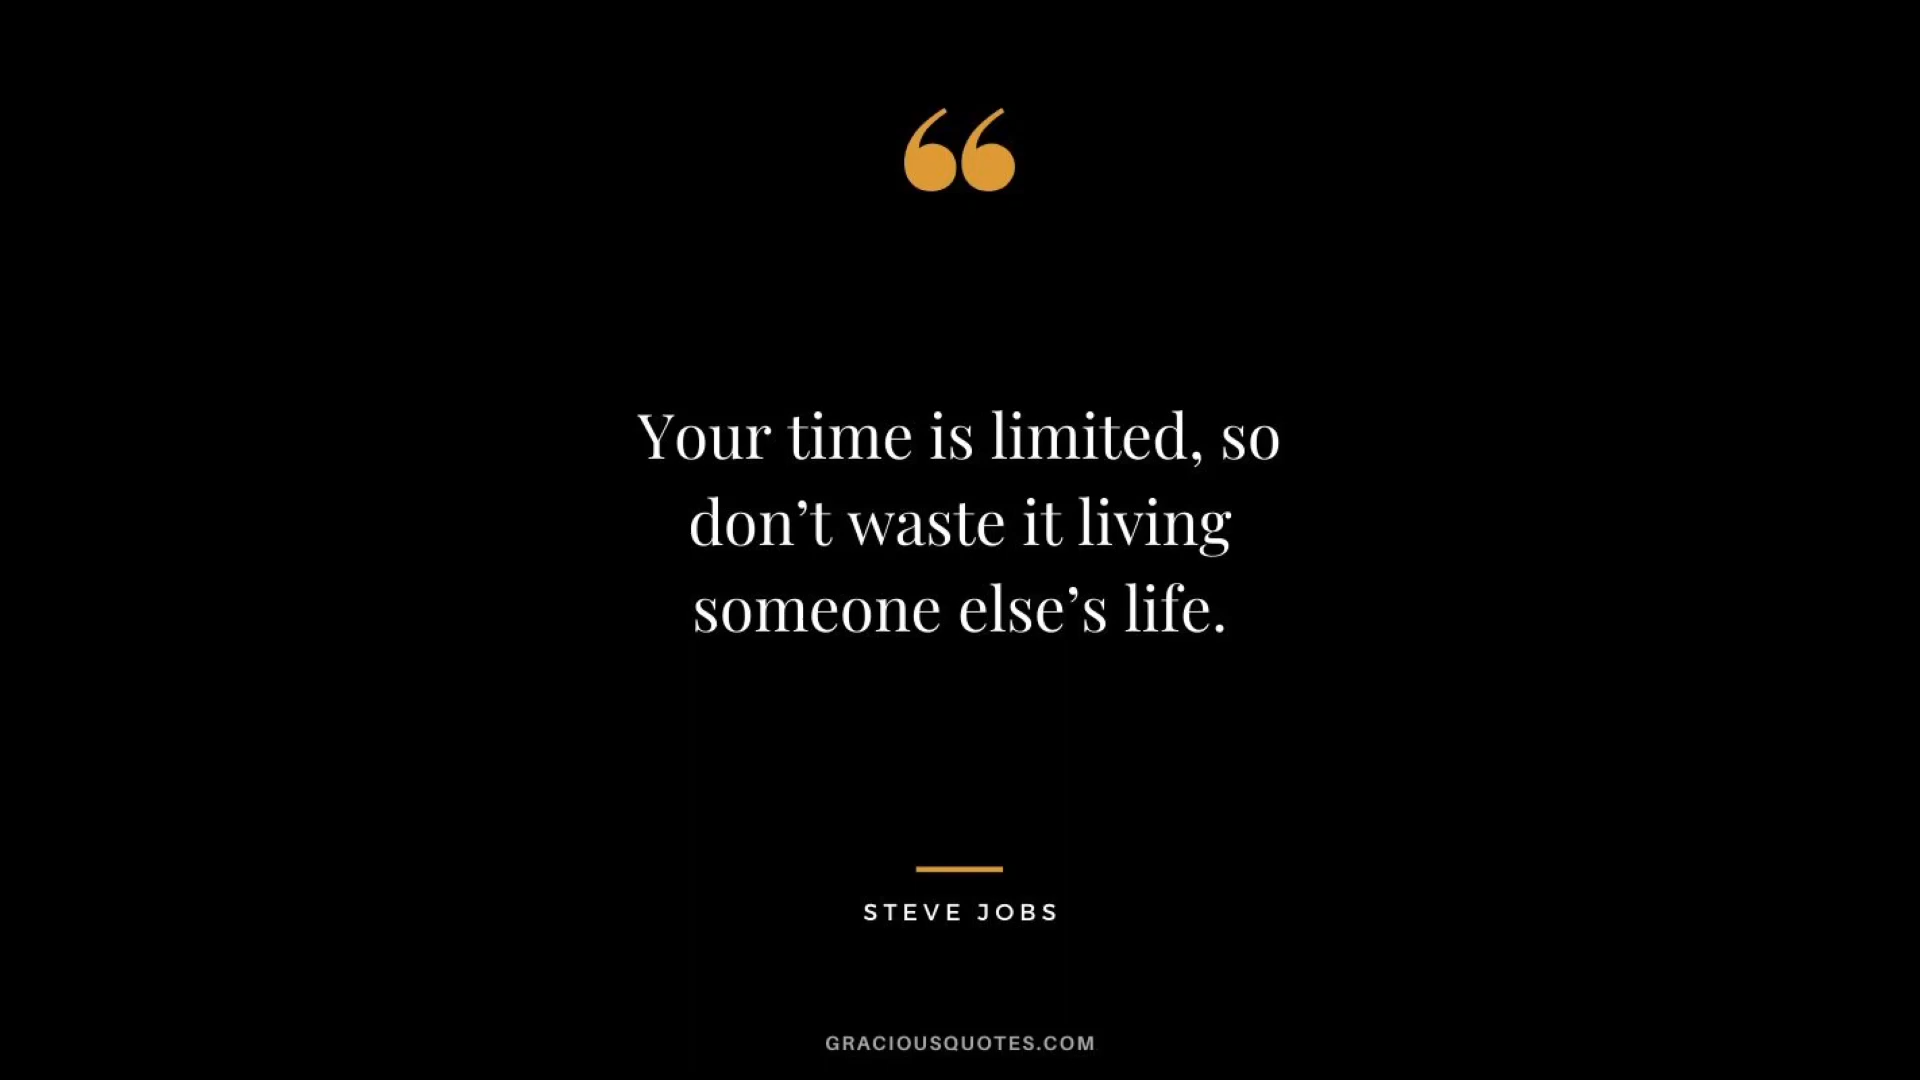 “
Your time is limited, so
don’t waste it living
someone else’s life.
STEVE JOBS
GRACIOUSQUOTES.COM